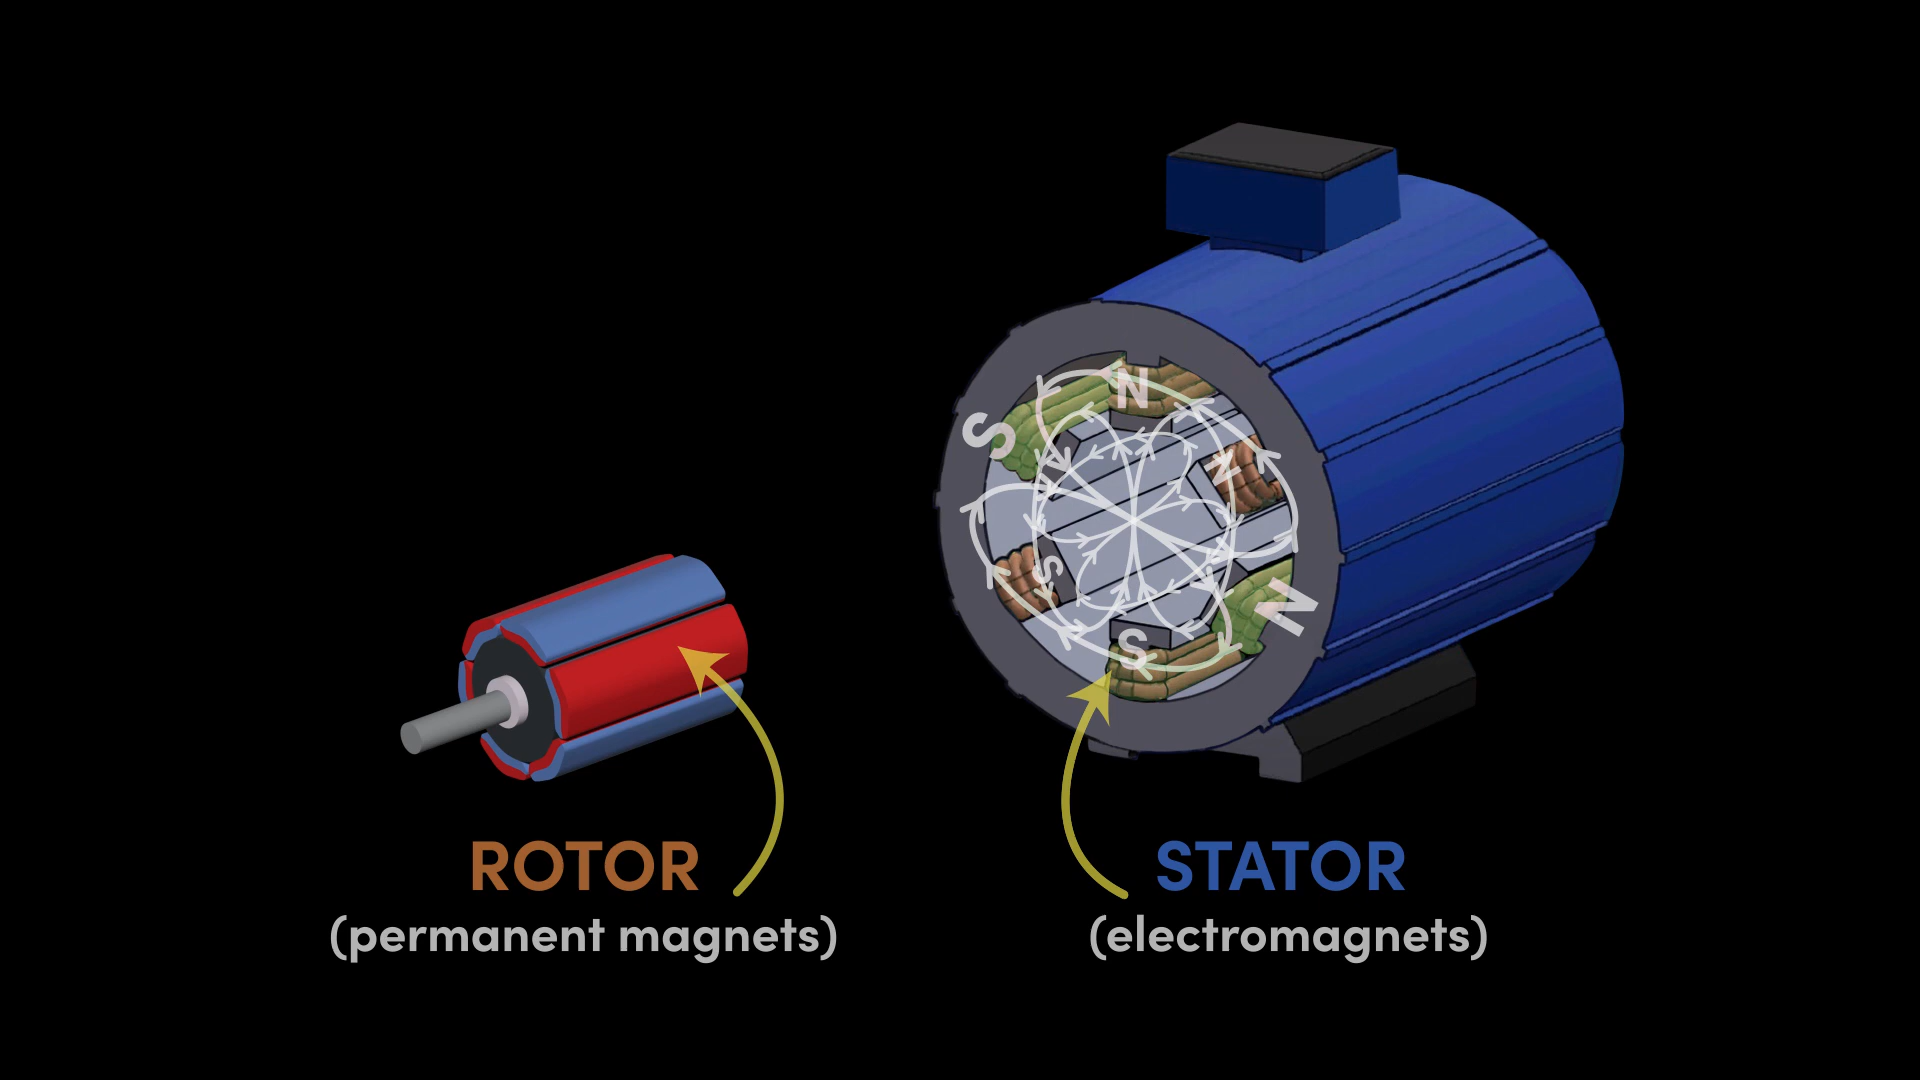 N
S
N
S
N
S
ROTOR
(permanent magnets)
STATOR
(electromagnets)